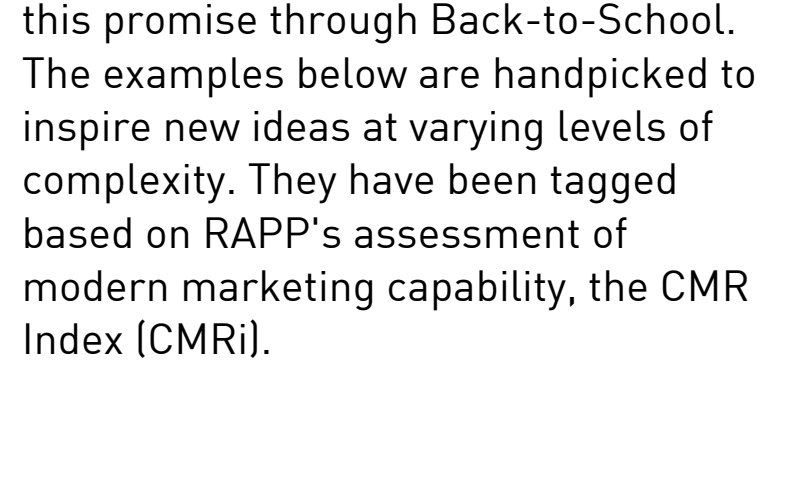 this promise through Back-to-School.
The examples below are handpicked to
inspire new ideas at varying levels of
complexity. They have been tagged
based on RAPP's assessment of
modern marketing capability, the CMR
Index (CMRi).